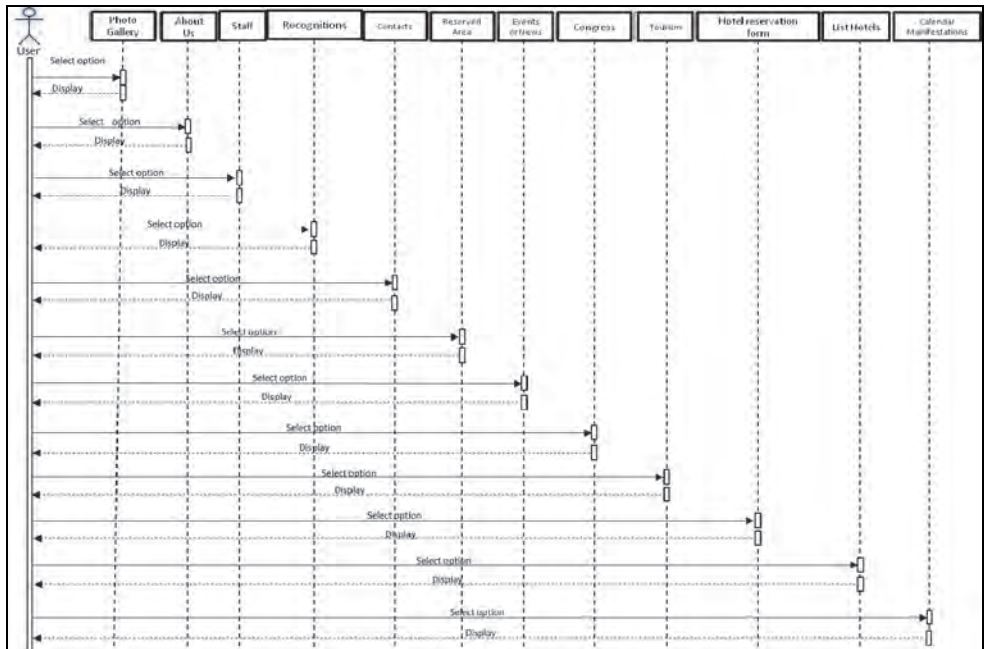 Photo
Gallery
About
Us
Staff
Recognitions
Contacts
Reserved
Area
Events
or News
Congress
Tourism
Hotel reservation
form
List Hotels
Calendar
Manifestations
User
Select option
Display
Select option
Display
Select option
Display
Select option
Display
Select option
Display
Select option
Display
Select option
Display
Select option
Display
Select option
Display
Select option
Display
Select option
Display
Select option
Display